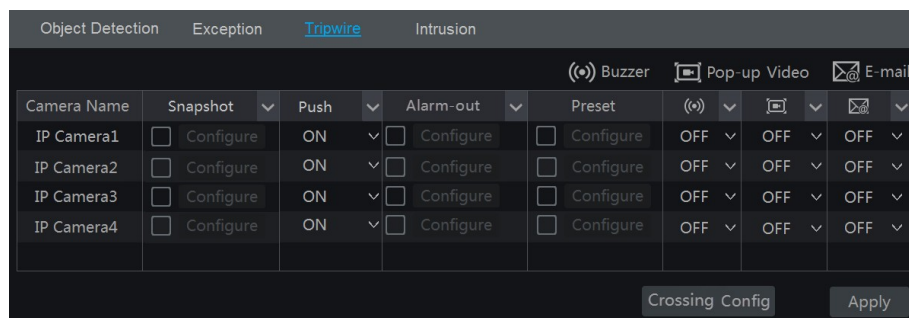 Object Detection Exception Tripwire Intrusion
Buzzer Pop-up Video E-mail
Camera Name Snapshot Push Alarm-out Preset
IP Camera1 Configure ON Configure Configure OFF OFF OFF
IP Camera2 Configure ON Configure Configure OFF OFF OFF
IP Camera3 Configure ON Configure Configure OFF OFF OFF
IP Camera4 Configure ON Configure Configure OFF OFF OFF
Crossing Config Apply